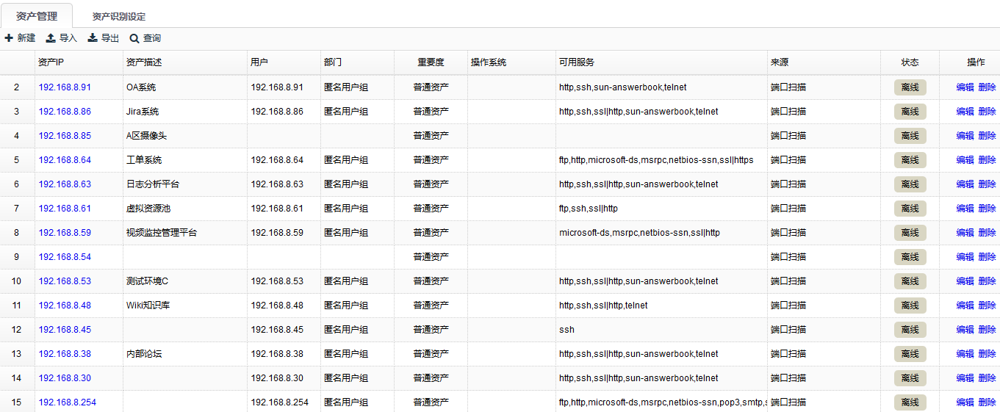 资产管理 资产识别设定
新建 导入 导出 查询
资产IP 资产描述 用户 部门 重要度 操作系统 可用服务 来源 状态 操作
2 192.168.8.91 OA系统 192.168.8.91 匿名用户组 普通资产 http,ssh,sun-answerbook,telnet 端口扫描 离线 编辑 删除
3 192.168.8.86 Jira系统 192.168.8.86 匿名用户组 普通资产 http,ssh,ssl|http,sun-answerbook,telnet 端口扫描 离线 编辑 删除
4 192.168.8.85 A区摄像头 普通资产 端口扫描 离线 编辑 删除
5 192.168.8.64 工单系统 192.168.8.64 匿名用户组 普通资产 ftp,http,microsoft-ds,msrpc,netbios-ssn,ssl|https 端口扫描 离线 编辑 删除
6 192.168.8.63 日志分析平台 192.168.8.63 匿名用户组 普通资产 http,ssh,ssl|http,sun-answerbook,telnet 端口扫描 离线 编辑 删除
7 192.168.8.61 虚拟资源池 192.168.8.61 匿名用户组 普通资产 ftp,ssh,ssl|http 端口扫描 离线 编辑 删除
8 192.168.8.59 视频监控管理平台 192.168.8.59 匿名用户组 普通资产 microsoft-ds,msrpc,netbios-ssn,ssl|http 端口扫描 离线 编辑 删除
9 192.168.8.54 普通资产 端口扫描 离线 编辑 删除
10 192.168.8.53 测试环境C 192.168.8.53 匿名用户组 普通资产 http,ssh,ssl|http,sun-answerbook,telnet 端口扫描 离线 编辑 删除
11 192.168.8.48 Wiki知识库 192.168.8.48 匿名用户组 普通资产 http,ssh,ssl|http,telnet 端口扫描 离线 编辑 删除
12 192.168.8.45 192.168.8.45 匿名用户组 普通资产 ssh 端口扫描 离线 编辑 删除
13 192.168.8.38 内部论坛 192.168.8.38 匿名用户组 普通资产 http,ssh,ssl|http,sun-answerbook,telnet 端口扫描 离线 编辑 删除
14 192.168.8.30 192.168.8.30 匿名用户组 普通资产 http,ssh,ssl|http,sun-answerbook,telnet 端口扫描 离线 编辑 删除
15 192.168.8.254 192.168.8.254 匿名用户组 普通资产 ftp,http,microsoft-ds,msrpc,netbios-ssn,pop3,smtp,s 端口扫描 离线 编辑 删除